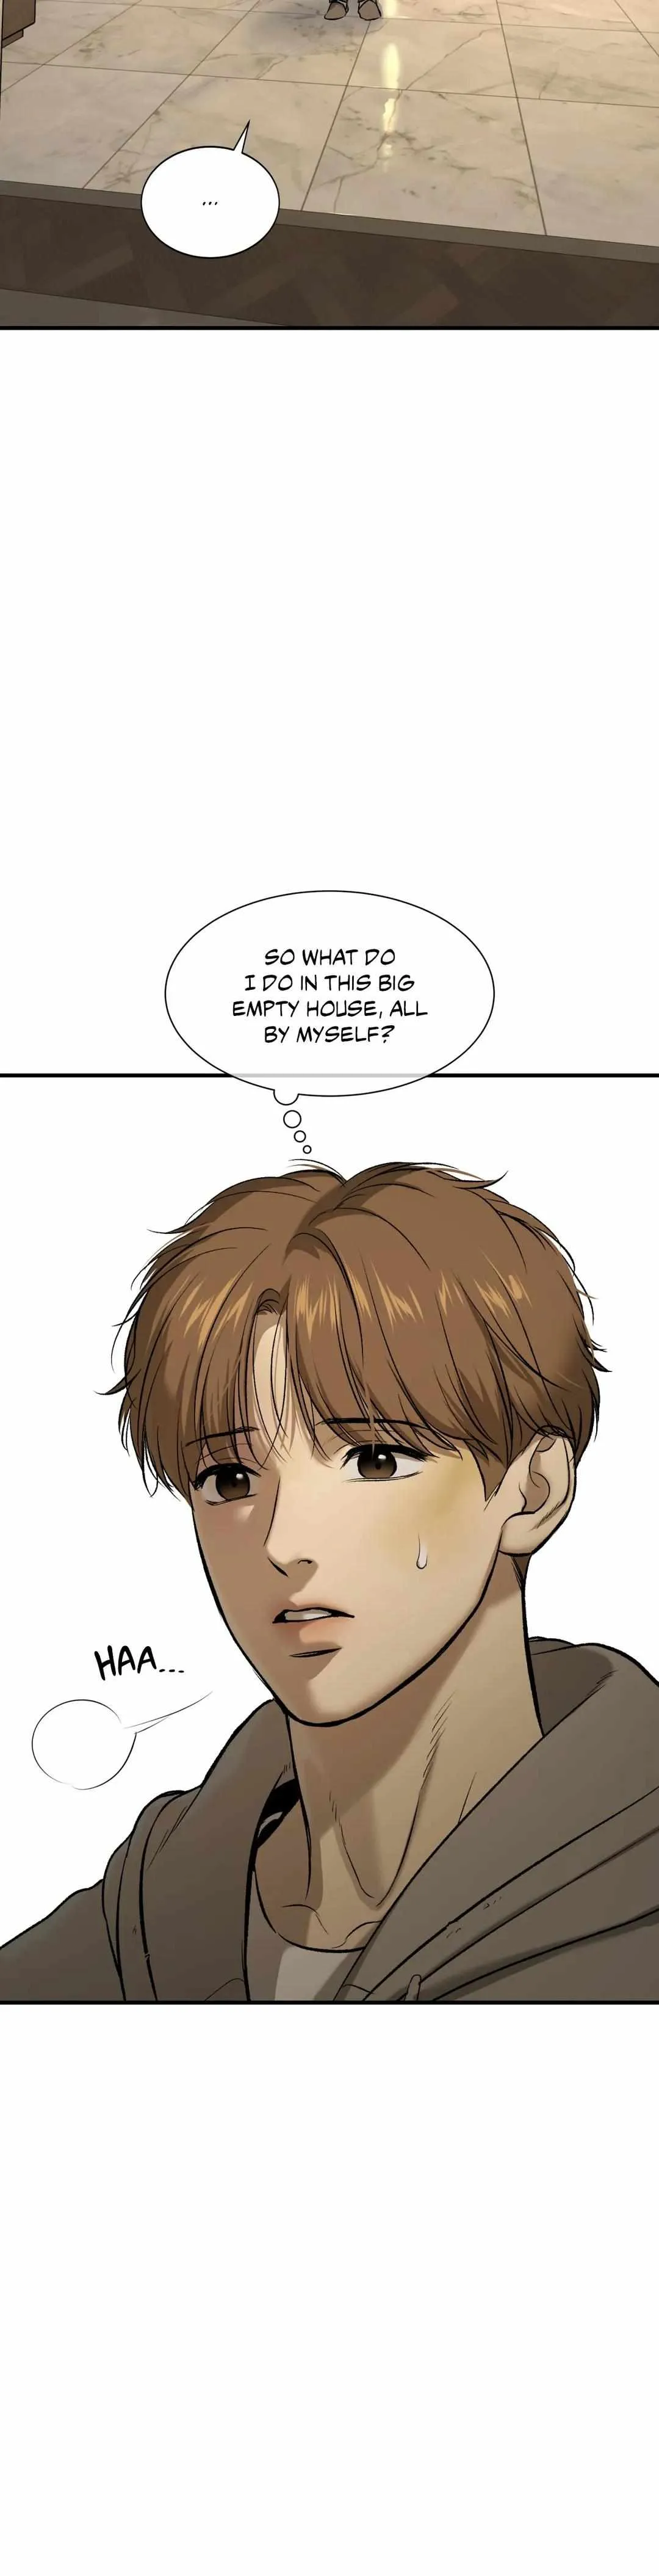 ...
SO WHAT DO
I DO IN THIS BIG
EMPTY HOUSE, ALL
BY MYSELF?
HAA...